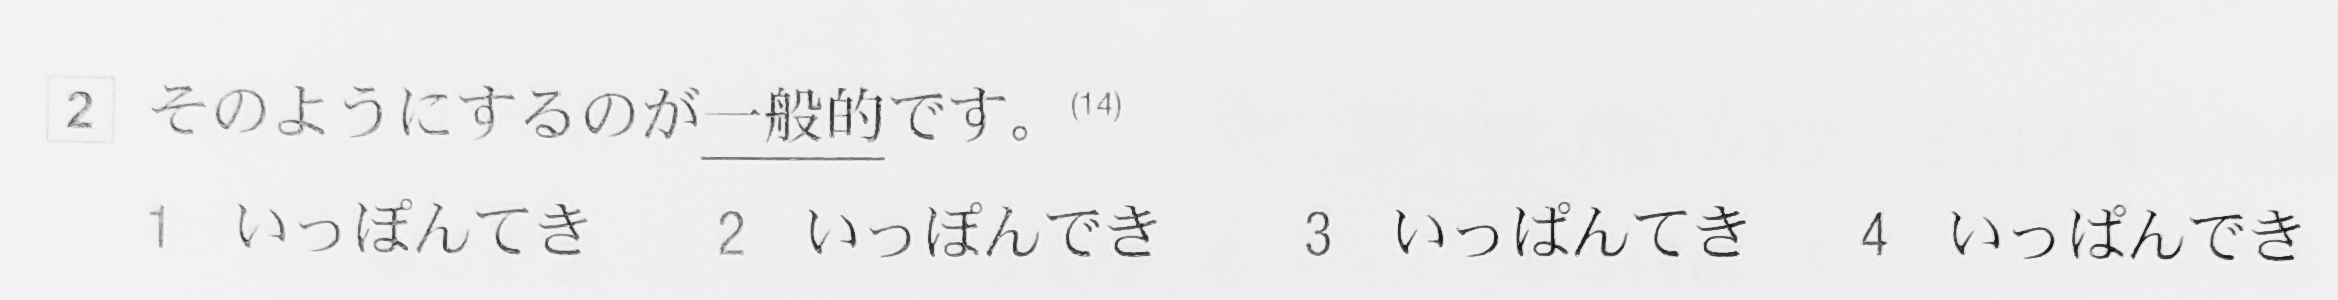 2 そのようにするのが一般的です。(14)
1 いっぽんてき 2 いっぽんでき 3 いっぱんてき 4 いっぱんでき